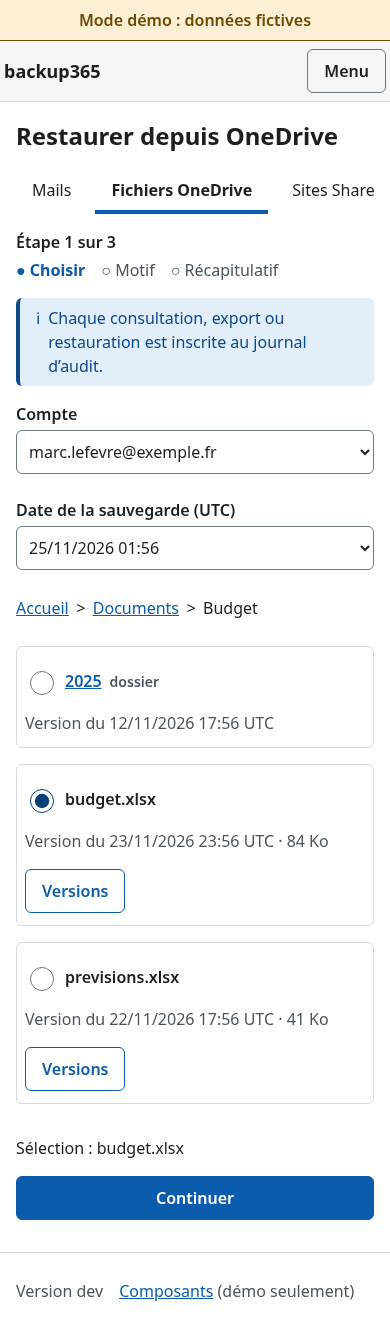 Mode démo : données fictives
backup365
Menu
Restaurer depuis OneDrive
Mails
Fichiers OneDrive
Sites Share
Étape 1 sur 3
● Choisir ○ Motif ○ Récapitulatif
i Chaque consultation, export ou
restauration est inscrite au journal
d’audit.
Compte
marc.lefevre@exemple.fr
Date de la sauvegarde (UTC)
25/11/2026 01:56
Accueil > Documents > Budget
2025 dossier
Version du 12/11/2026 17:56 UTC
budget.xlsx
Version du 23/11/2026 23:56 UTC · 84 Ko
Versions
previsions.xlsx
Version du 22/11/2026 17:56 UTC · 41 Ko
Versions
Sélection : budget.xlsx
Continuer
Version dev Composants (démo seulement)